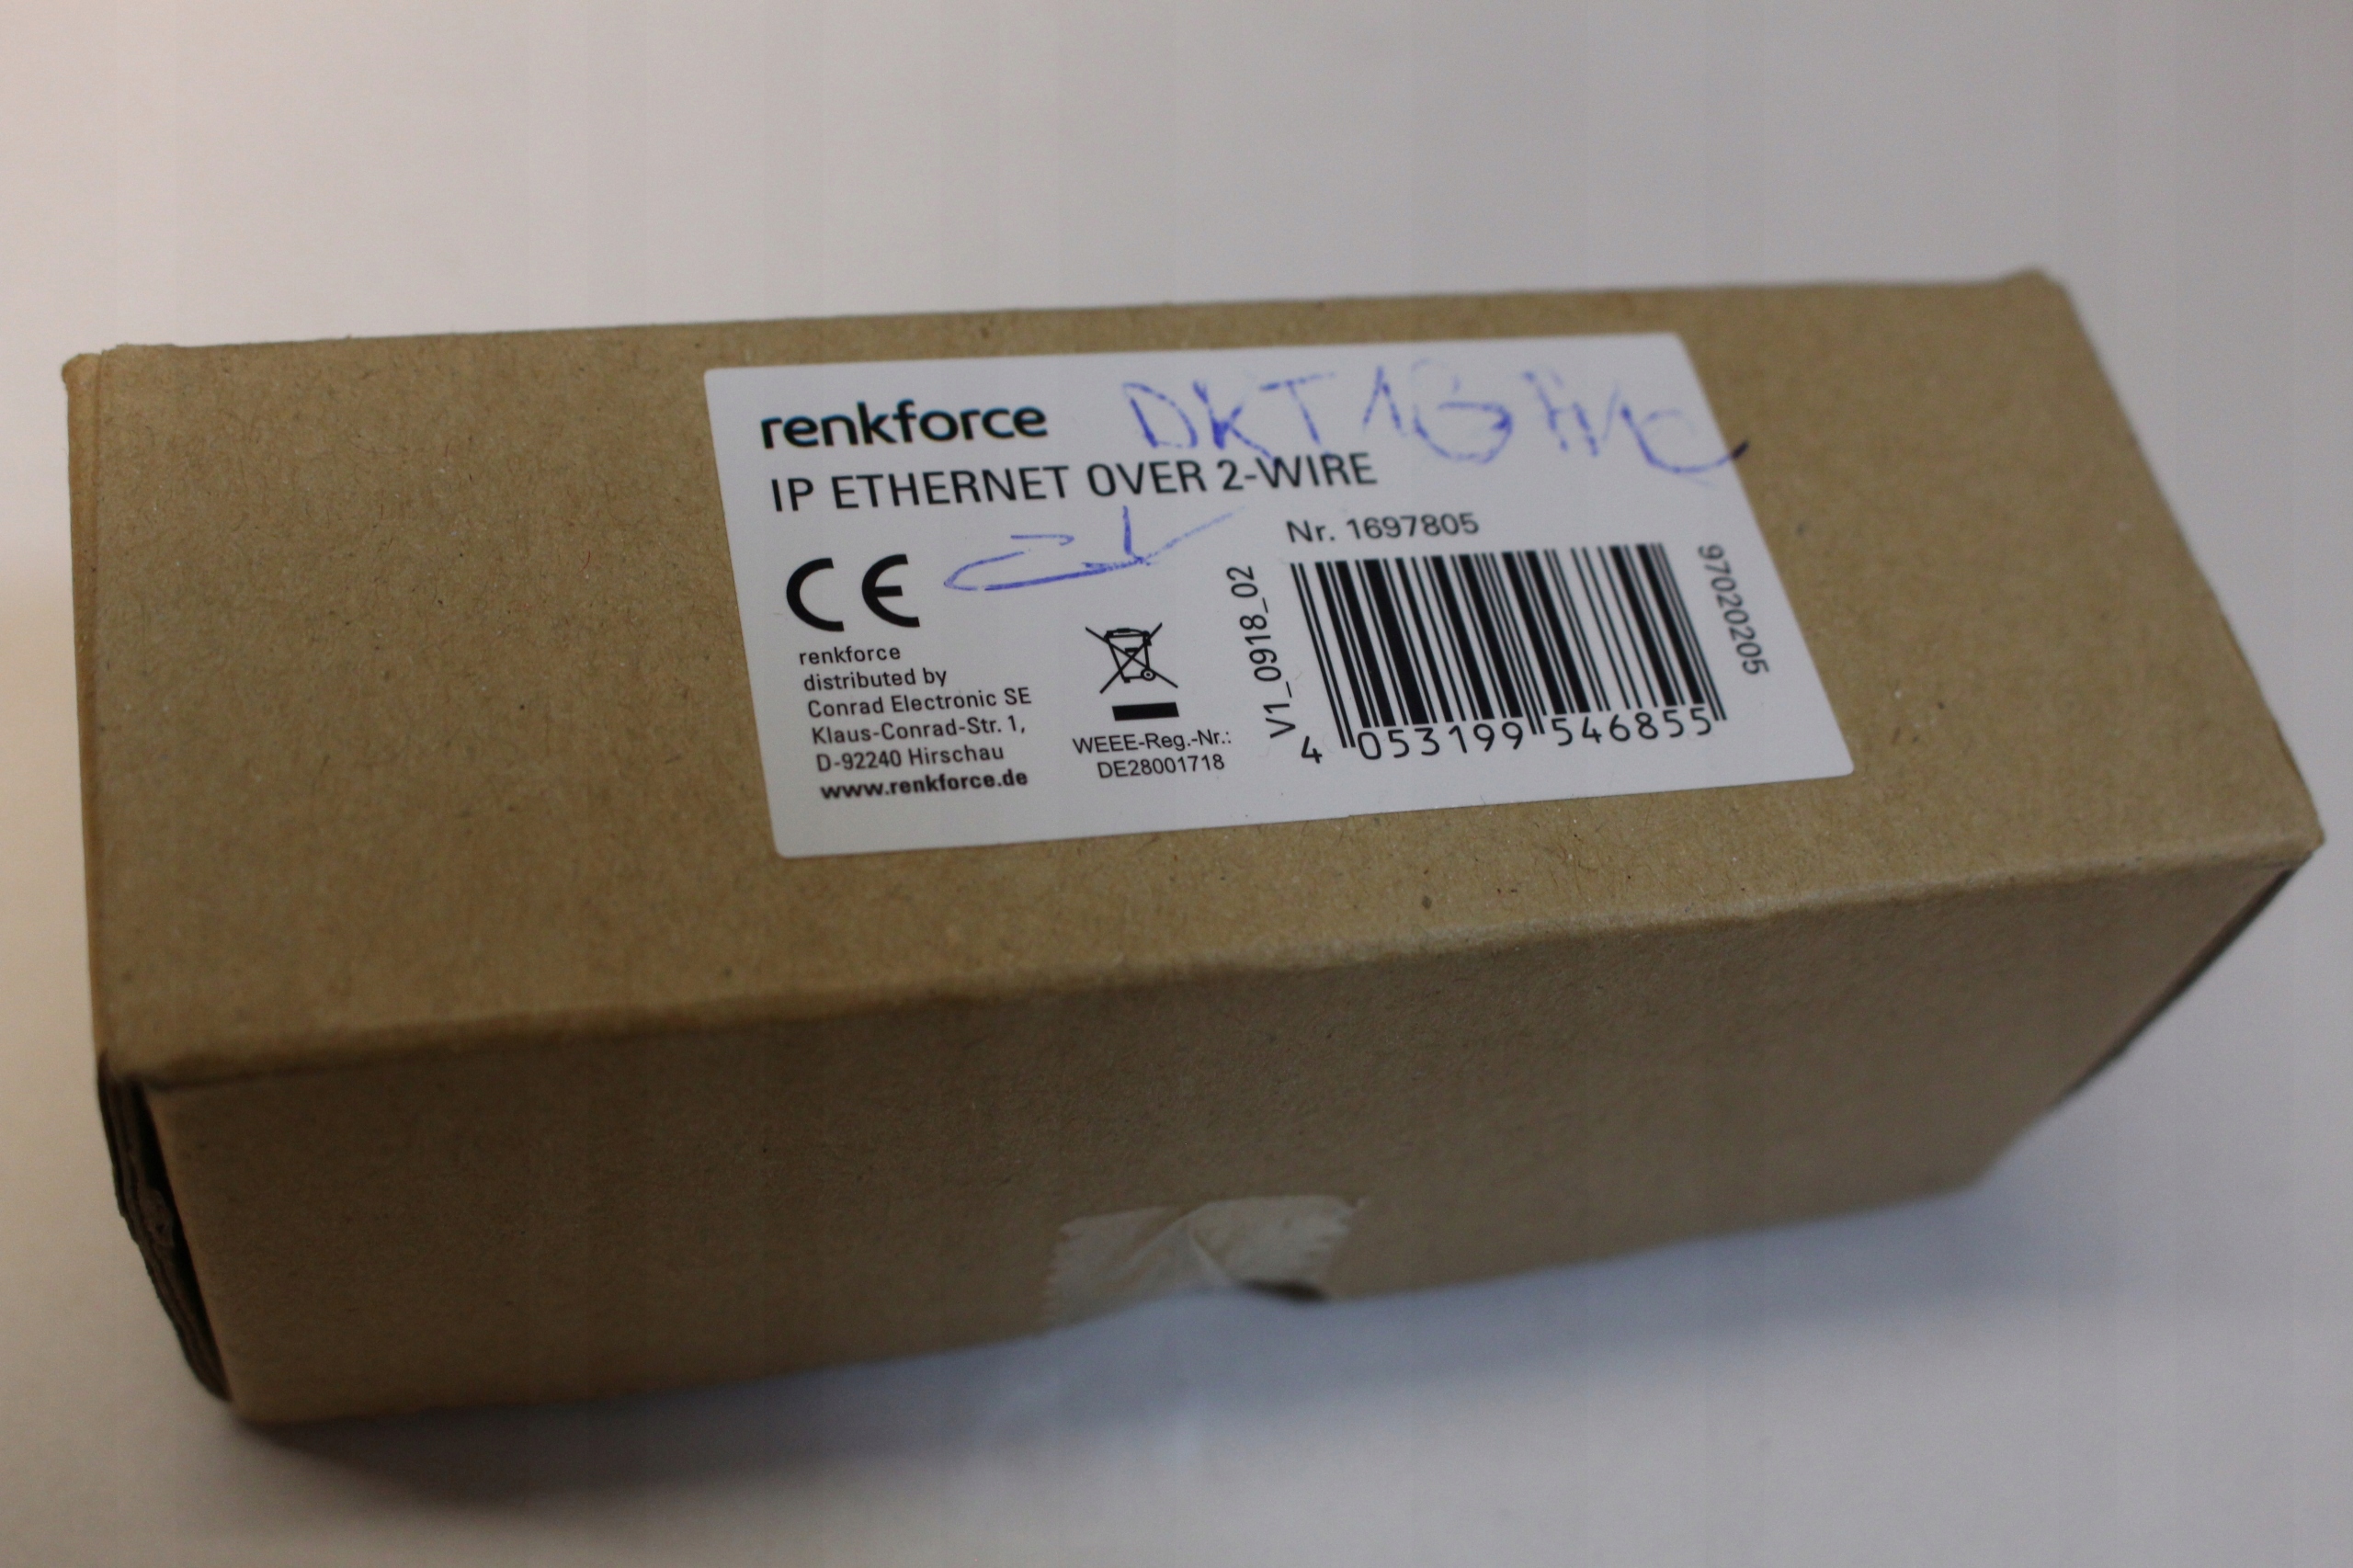 renkforce
IP ETHERNET OVER 2-WIRE
Nr. 1697805
CE
renkforce
distributed by
Conrad Electronic SE
Klaus-Conrad-Str. 1,
D-92240 Hirschau
www.renkforce.de
WEEE-Reg.-Nr.:
DE28001718
V1_0918_02
4 053199 546855
97020205